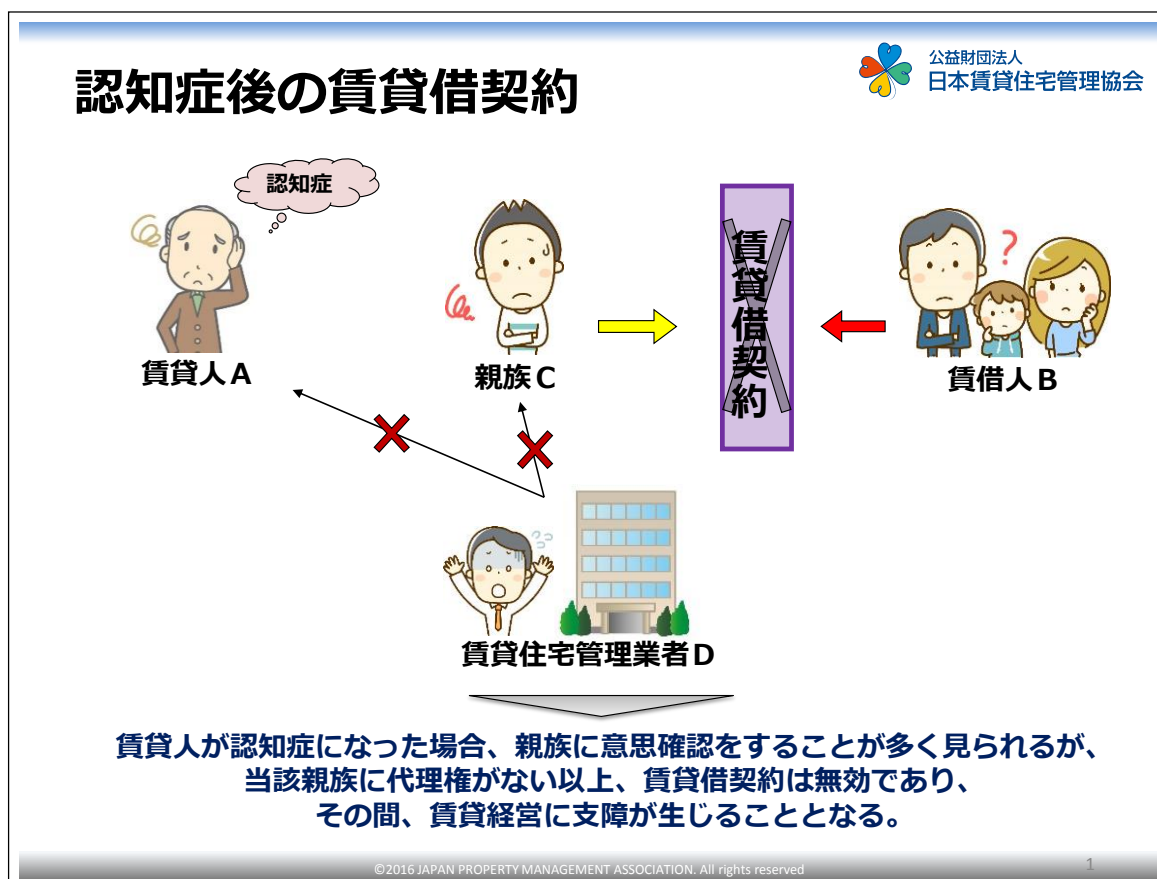 認知症後の賃貸借契約
公益財団法人
日本賃貸住宅管理協会
認知症
賃貸借契約
?
賃貸人A
親族C
賃借人B
賃貸住宅管理業者D
賃貸人が認知症になった場合、親族に意思確認をすることが多く見られるが、
当該親族に代理権がない以上、賃貸借契約は無効であり、
その間、賃貸経営に支障が生じることとなる。
©2016 JAPAN PROPERTY MANAGEMENT ASSOCIATION. All rights reserved
1